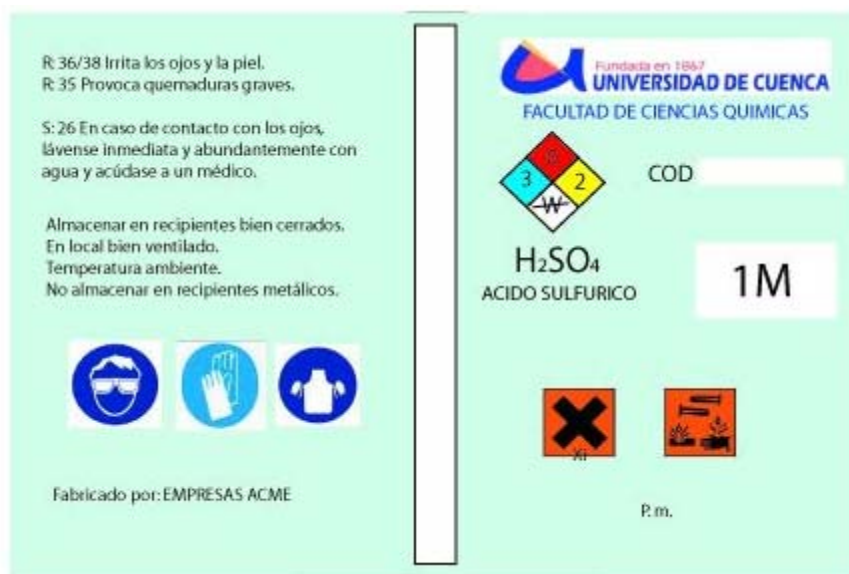 R: 36/38 Irrita los ojos y la piel.
R: 35 Provoca quemaduras graves.
S: 26 En caso de contacto con los ojos,
lávense inmediata y abundantemente con
agua y acúdase a un médico.
Almacenar en recipientes bien cerrados.
En local bien ventilado.
Temperatura ambiente.
No almacenar en recipientes metálicos.
Fabricado por: EMPRESAS ACME
Fundada en 1867
UNIVERSIDAD DE CUENCA
FACULTAD DE CIENCIAS QUIMICAS
3
2
W
COD
H₂SO₄
ACIDO SULFURICO
1M
Xi
P. m.